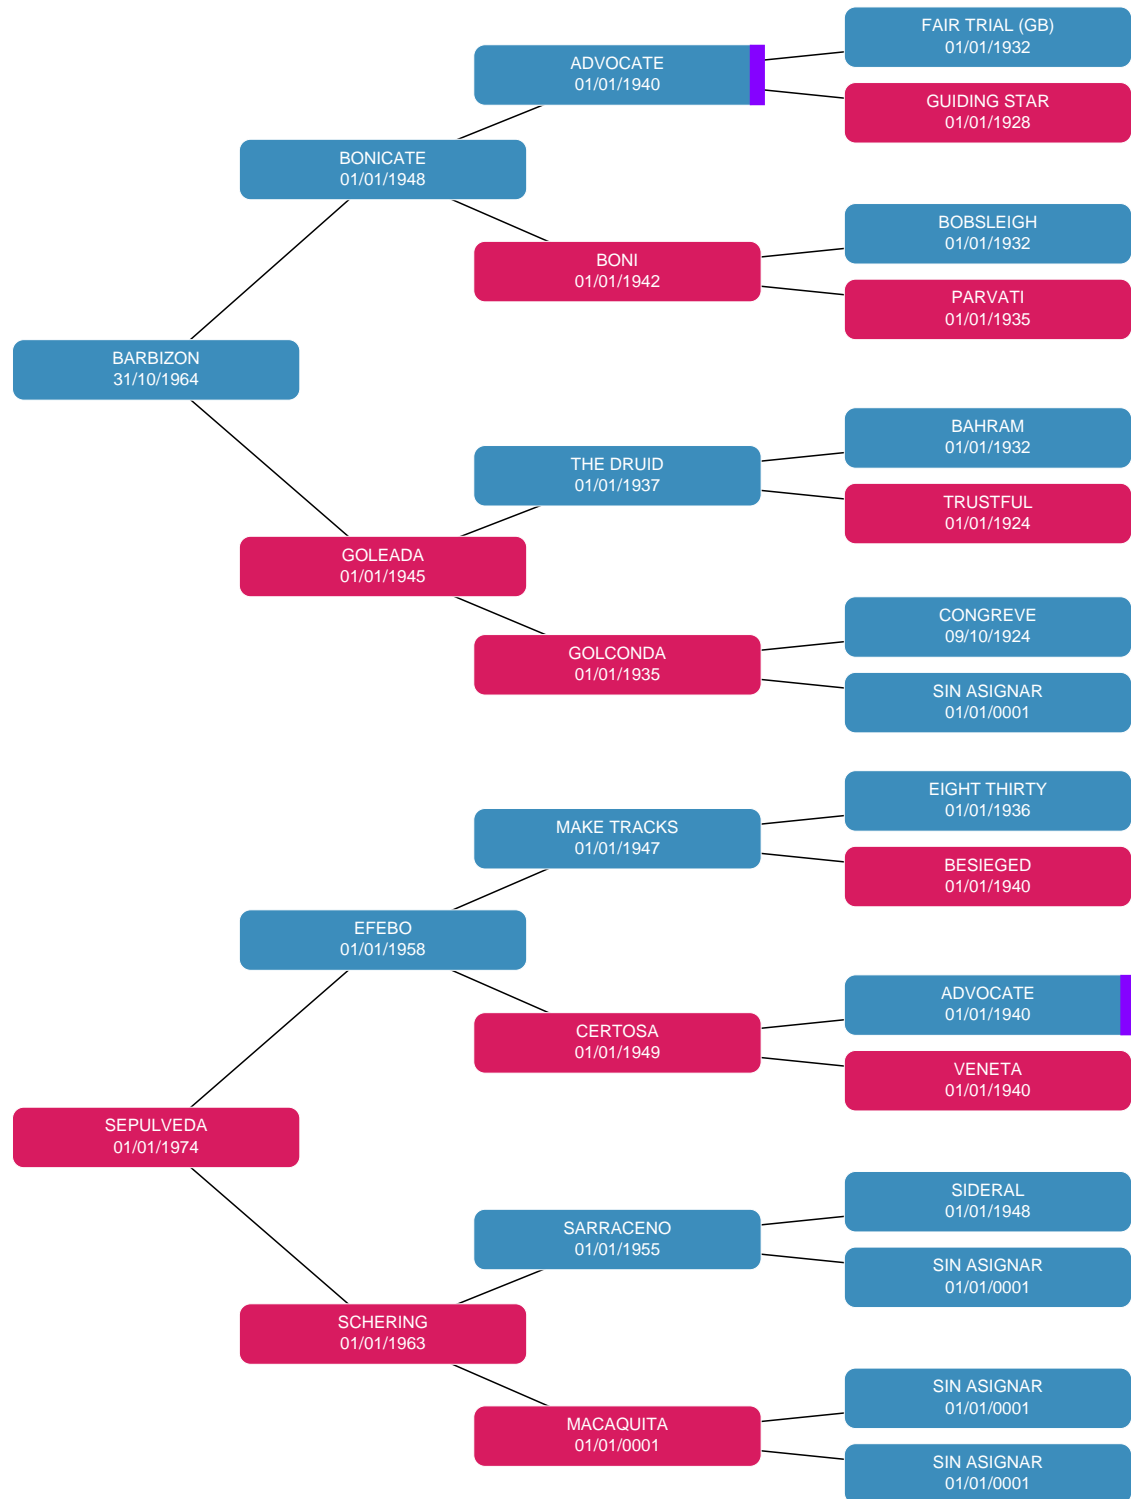 FAIR TRIAL (GB)
01/01/1932
ADVOCATE
01/01/1940
GUIDING STAR
01/01/1928
BONICATE
01/01/1948
BOBSLEIGH
01/01/1932
BONI
01/01/1942
PARVATI
01/01/1935
BARBIZON
31/10/1964
BAHRAM
01/01/1932
THE DRUID
01/01/1937
TRUSTFUL
01/01/1924
GOLEADA
01/01/1945
CONGREVE
09/10/1924
GOLCONDA
01/01/1935
SIN ASIGNAR
01/01/0001
EIGHT THIRTY
01/01/1936
MAKE TRACKS
01/01/1947
BESIEGED
01/01/1940
EFEBO
01/01/1958
ADVOCATE
01/01/1940
CERTOSA
01/01/1949
VENETA
01/01/1940
SEPULVEDA
01/01/1974
SIDERAL
01/01/1948
SARRACENO
01/01/1955
SIN ASIGNAR
01/01/0001
SCHERING
01/01/1963
SIN ASIGNAR
01/01/0001
MACAQUITA
01/01/0001
SIN ASIGNAR
01/01/0001